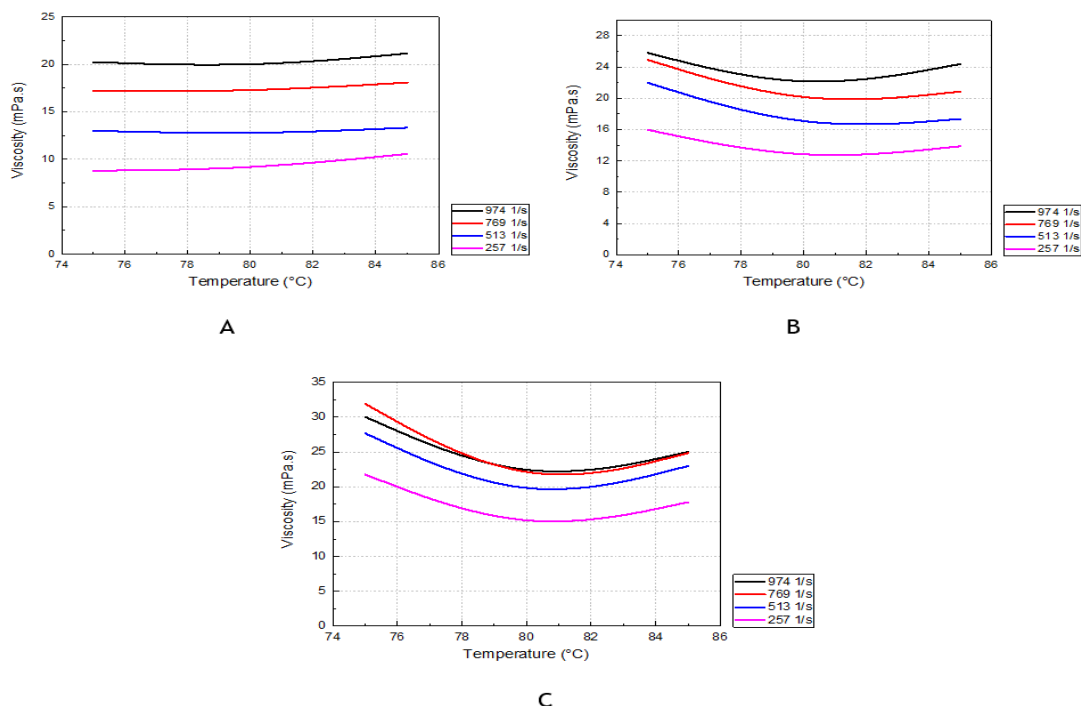 25
20
15
10
5
0
74
76
78
80
82
84
86
Viscosity (mPa.s)
Temperature (°C)
974 1/s
769 1/s
513 1/s
257 1/s
A
28
24
20
16
12
8
4
0
74
76
78
80
82
84
86
Viscosity (mPa.s)
Temperature (°C)
974 1/s
769 1/s
513 1/s
257 1/s
B
35
30
25
20
15
10
5
0
74
76
78
80
82
84
86
Viscosity (mPa.s)
Temperature (°C)
974 1/s
769 1/s
513 1/s
257 1/s
C